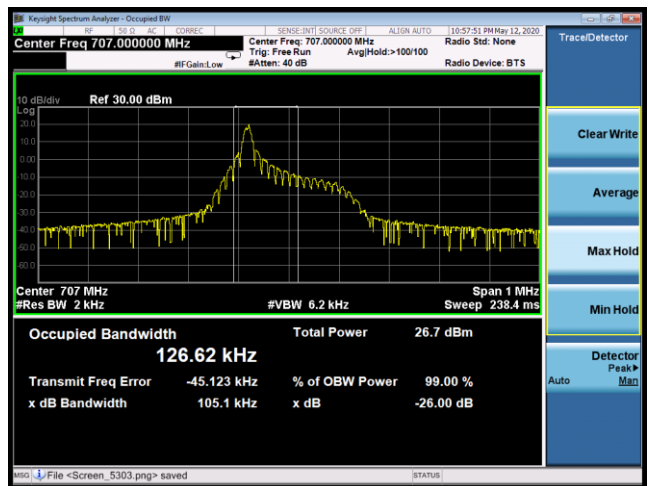 Keysight Spectrum Analyzer - Occupied BW
RF 50 Ω AC CORREC SENSE:INT SOURCE OFF ALIGN AUTO 10:57:51 PM May 12, 2020
Center Freq 707.000000 MHz Center Freq: 707.000000 MHz Radio Std: None
Trig: Free Run Avg|Hold:>100/100
#IFGain:Low #Atten: 40 dB Radio Device: BTS
Trace/Detector
10 dB/div Ref 30.00 dBm
Log
20.0
10.0
0.00
-10.0
-20.0
-30.0
-40.0
-50.0
-60.0
Center 707 MHz Span 1 MHz
#Res BW 2 kHz #VBW 6.2 kHz Sweep 238.4 ms
Occupied Bandwidth Total Power 26.7 dBm
126.62 kHz
Transmit Freq Error -45.123 kHz % of OBW Power 99.00 %
x dB Bandwidth 105.1 kHz x dB -26.00 dB
Clear Write
Average
Max Hold
Min Hold
Detector
Peak▶
Auto Man
MSG File <Screen_5303.png> saved STATUS